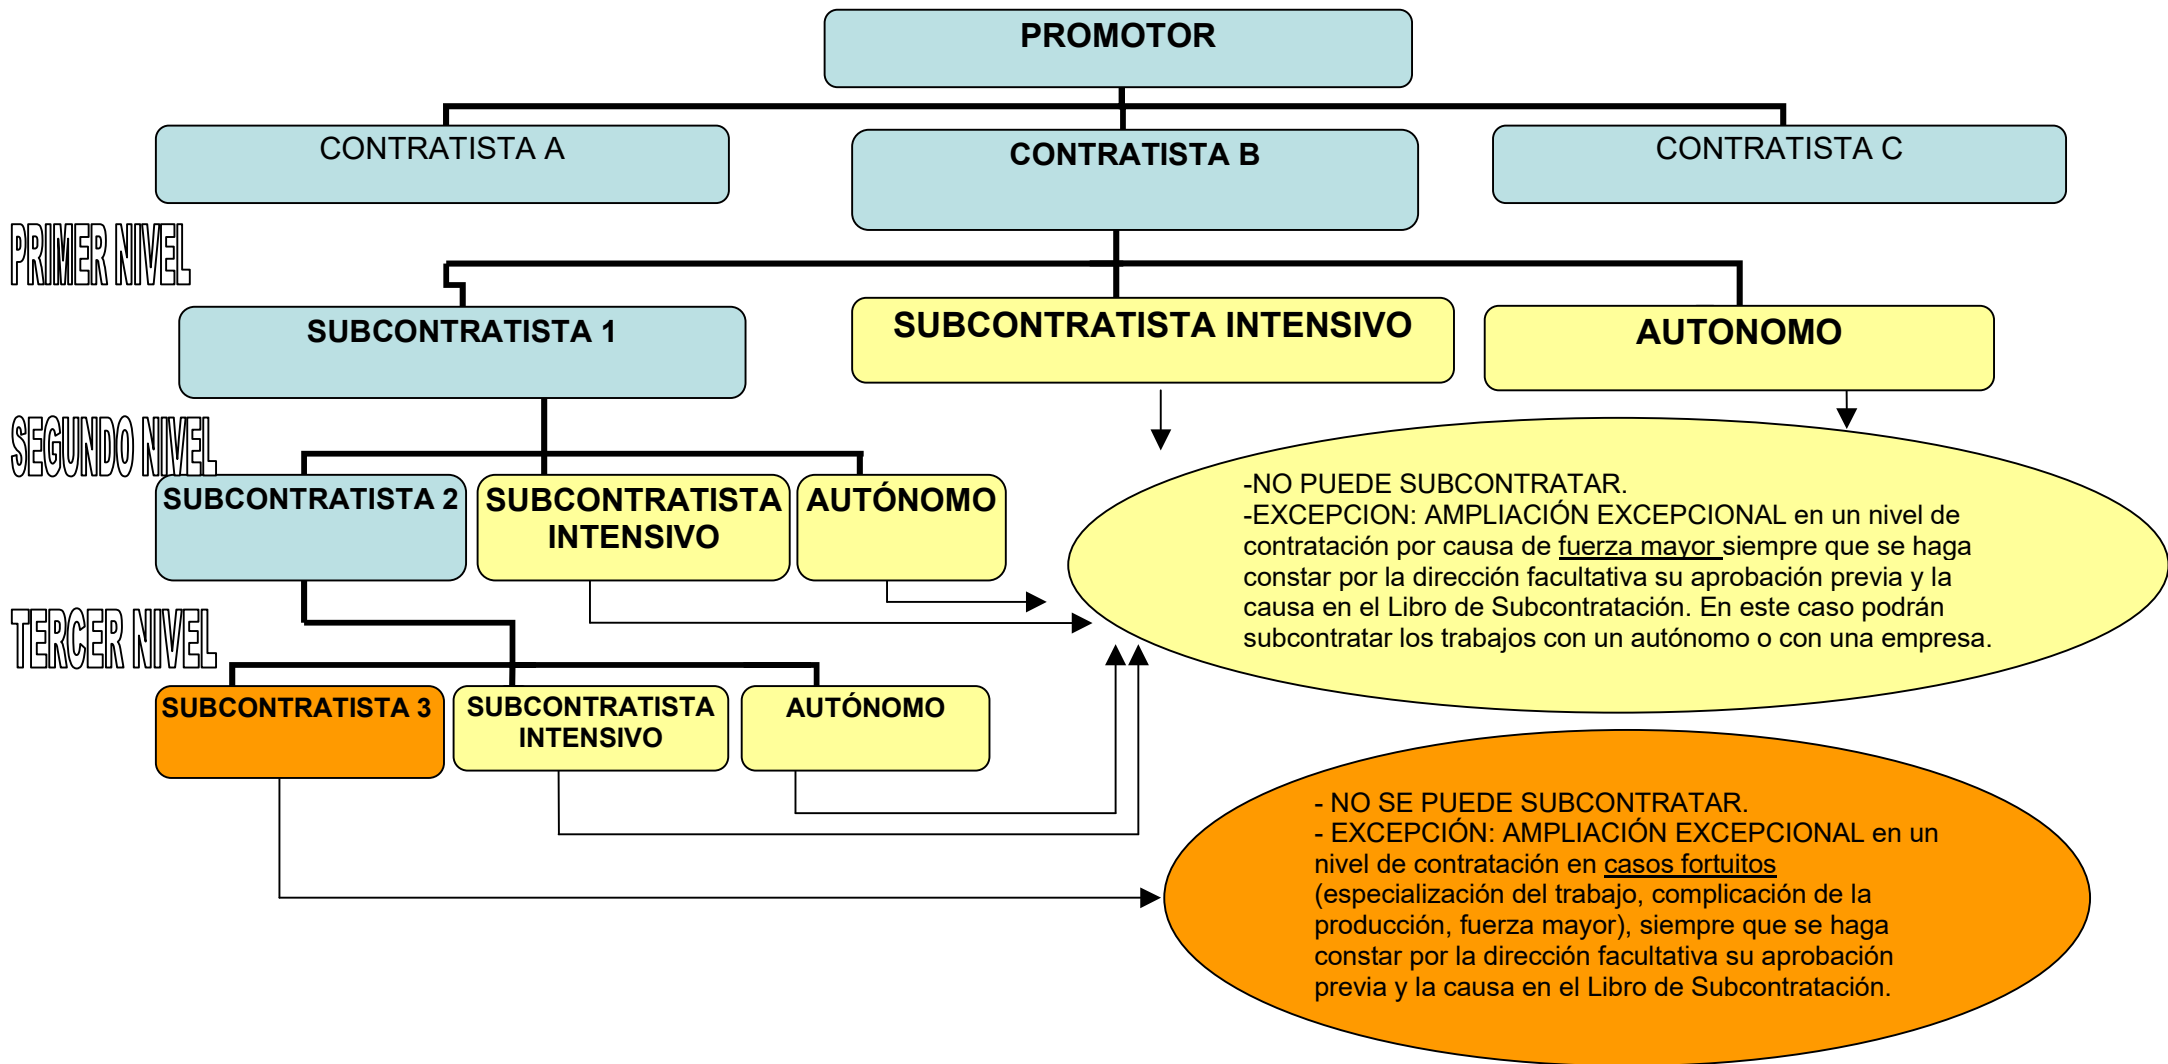 PROMOTOR
CONTRATISTA A
CONTRATISTA B
CONTRATISTA C
PRIMER NIVEL
SUBCONTRATISTA 1
SUBCONTRATISTA INTENSIVO
AUTONOMO
SEGUNDO NIVEL
SUBCONTRATISTA 2
SUBCONTRATISTA
INTENSIVO
AUTÓNOMO
-NO PUEDE SUBCONTRATAR.
-EXCEPCION: AMPLIACIÓN EXCEPCIONAL en un nivel de
contratación por causa de fuerza mayor siempre que se haga
constar por la dirección facultativa su aprobación previa y la
causa en el Libro de Subcontratación. En este caso podrán
subcontratar los trabajos con un autónomo o con una empresa.
TERCER NIVEL
SUBCONTRATISTA 3
SUBCONTRATISTA
INTENSIVO
AUTÓNOMO
- NO SE PUEDE SUBCONTRATAR.
- EXCEPCIÓN: AMPLIACIÓN EXCEPCIONAL en un
nivel de contratación en casos fortuitos
(especialización del trabajo, complicación de la
producción, fuerza mayor), siempre que se haga
constar por la dirección facultativa su aprobación
previa y la causa en el Libro de Subcontratación.